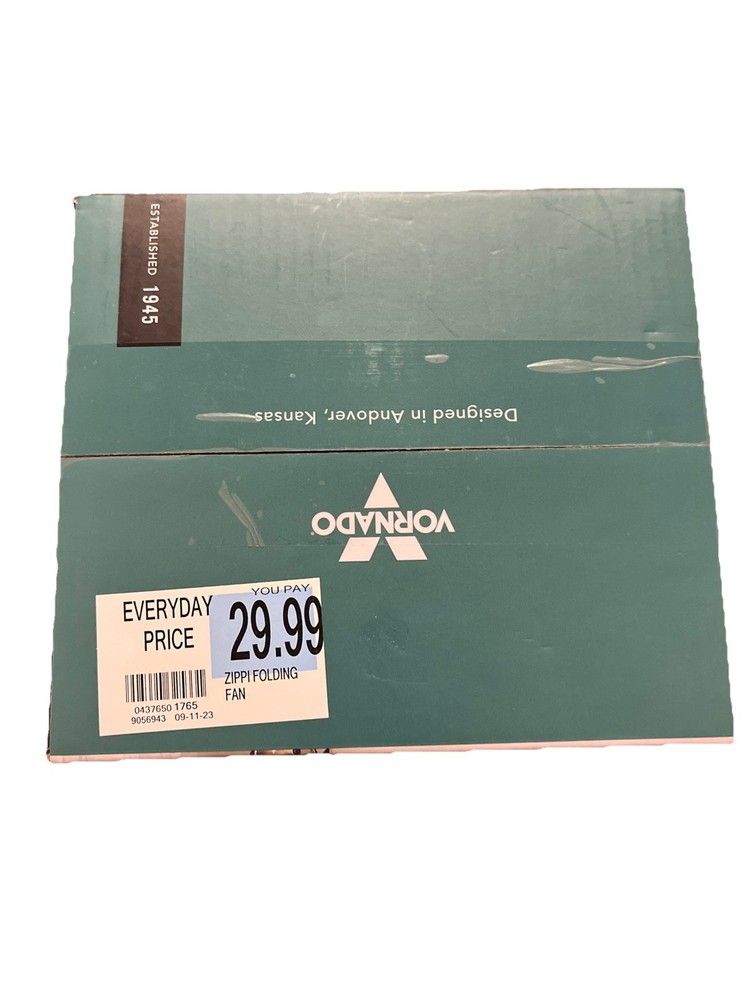 ESTABLISHED 1945
Designed in Andover, Kansas
VORNADO®
EVERYDAY
PRICE
YOU PAY
29.99
ZIPPI FOLDING
FAN
0437650 1765
9056943 09-11-23